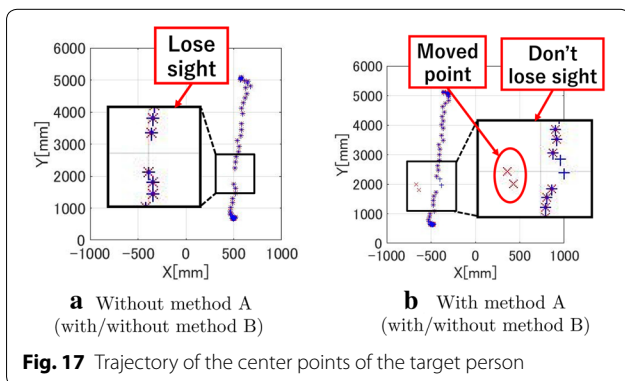 Lose
sight
6000
5000
4000
3000
2000
1000
0
Y[mm]
-1000 -500 0 500 1000
X[mm]
a Without method A
(with/without method B)
Moved
point
Don't
lose sight
6000
5000
4000
3000
2000
1000
0
Y[mm]
-1000 -500 0 500 1000
X[mm]
b With method A
(with/without method B)
Fig. 17 Trajectory of the center points of the target person